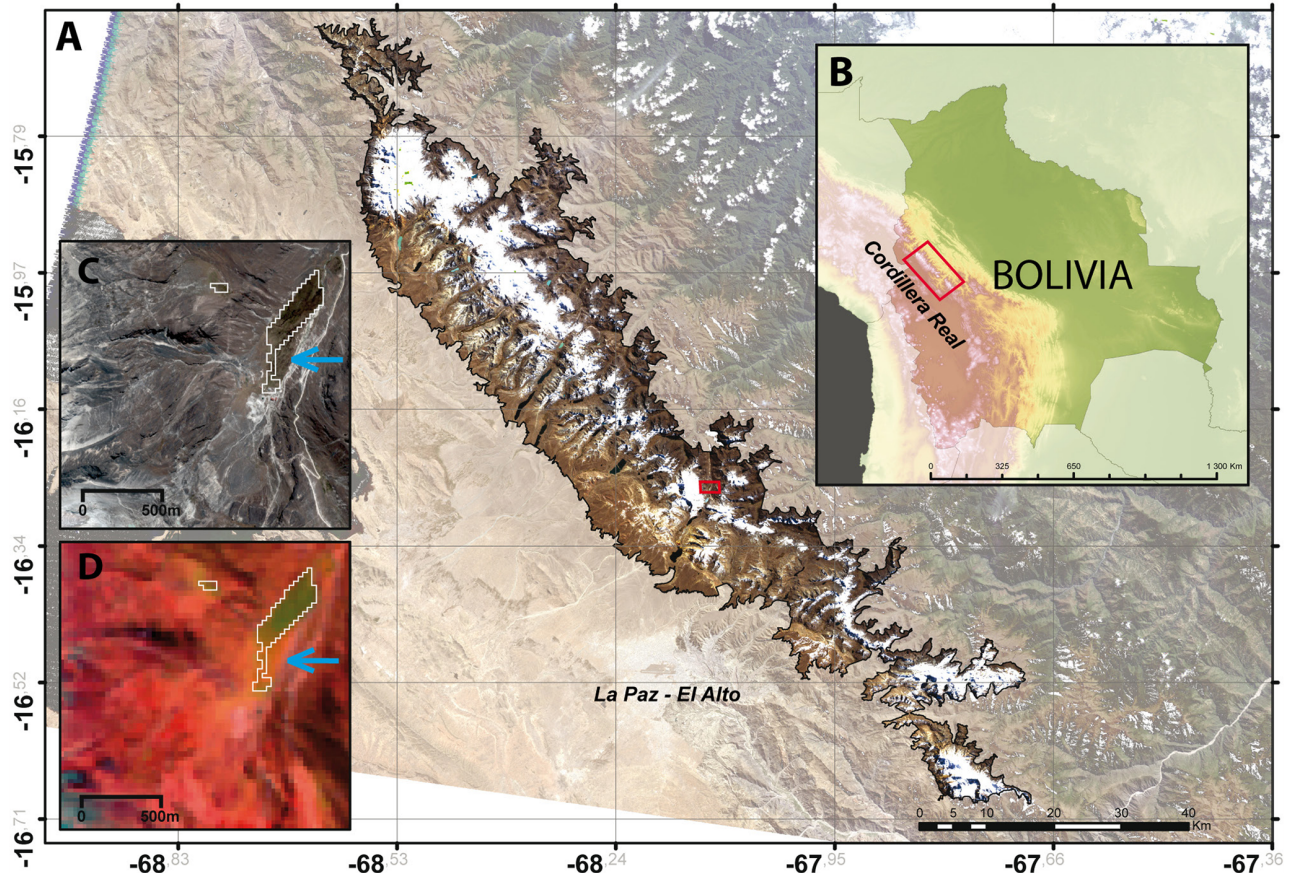 A
B
BOLIVIA
Cordillera Real
0 325 650 1 300 Km
C
500m
0
D
500m
0
La Paz - El Alto
0 5 10 20 30 40
Km
-15,79
-15,97
-16,16
-16,34
-16,52
-16,71
-68,83
-68,53
-68,24
-67,95
-67,66
-67,36